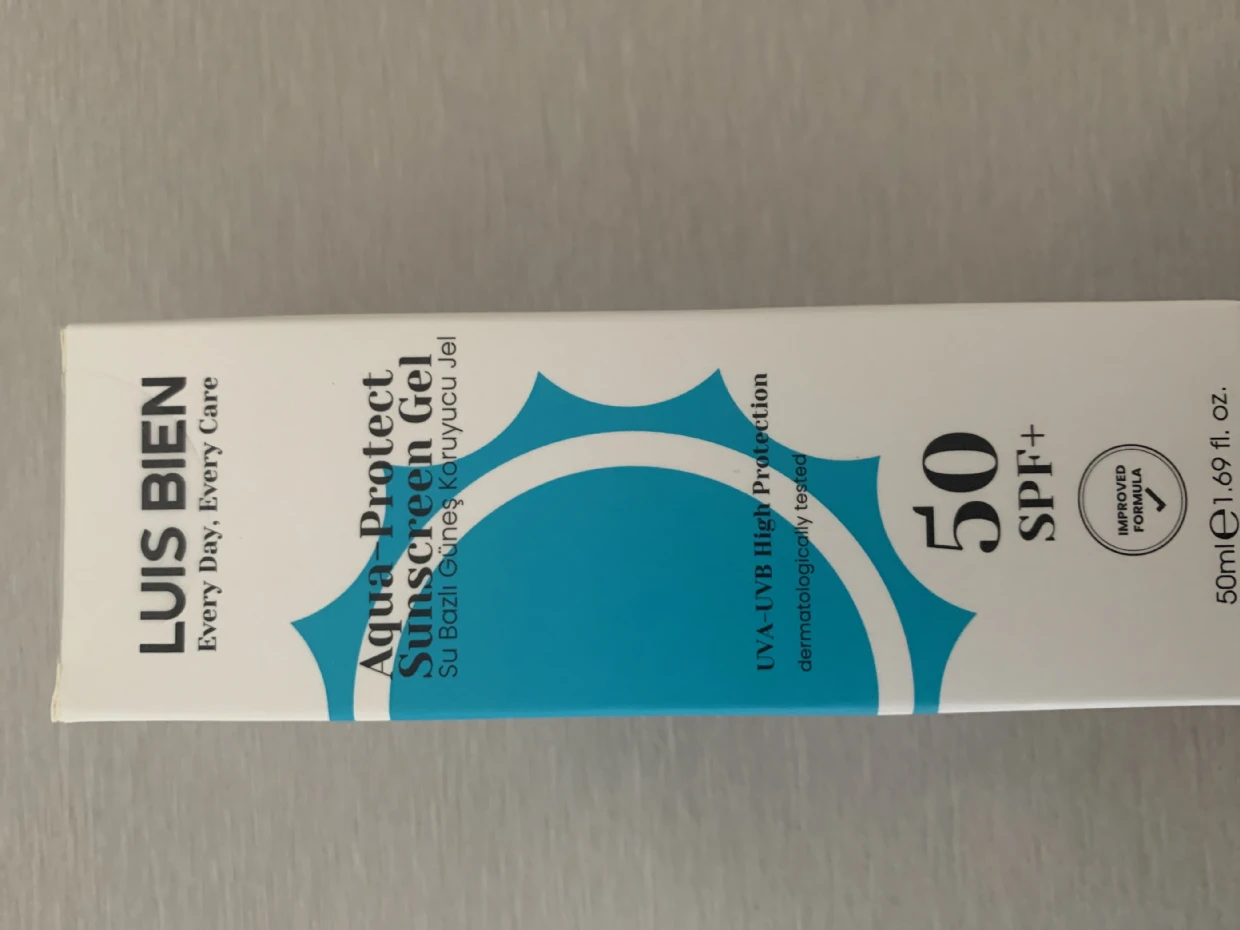 LUIS BIEN
Every Day, Every Care
Aqua-Protect
Sunscreen Gel
Su Bazlı Güneş Koruyucu Jel
UVA-UVB High Protection
dermatologically tested
50
SPF+
IMPROVED
FORMULA
50ml℮1.69 fl. oz.